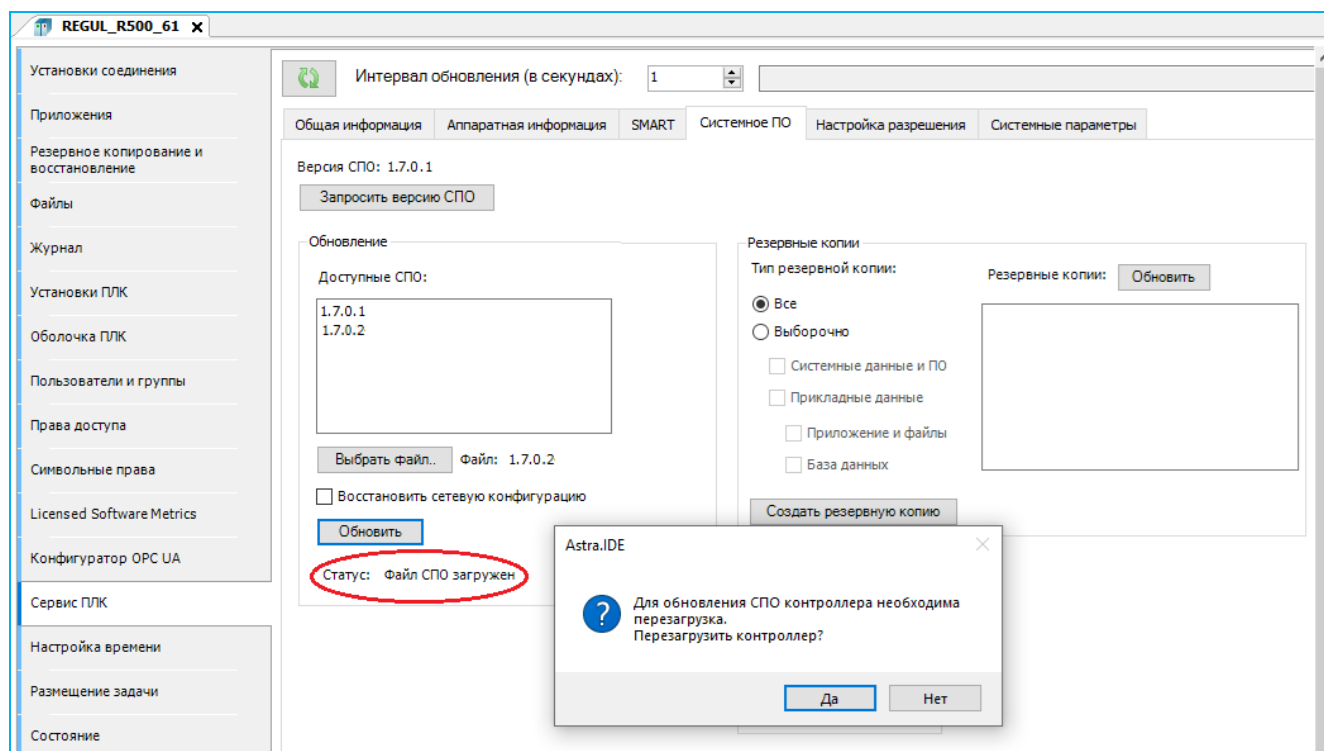 REGUL_R500_61 X
Установки соединения
Приложения
Резервное копирование и
восстановление
Файлы
Журнал
Установки ПЛК
Оболочка ПЛК
Пользователи и группы
Права доступа
Символьные права
Licensed Software Metrics
Конфигуратор OPC UA
Сервис ПЛК
Настройка времени
Размещение задачи
Состояние
Интервал обновления (в секундах): 1
Общая информация Аппаратная информация SMART Системное ПО Настройка разрешения Системные параметры
Версия СПО: 1.7.0.1
Запросить версию СПО
Обновление
Доступные СПО:
1.7.0.1
1.7.0.2
Выбрать файл.. Файл: 1.7.0.2
Восстановить сетевую конфигурацию
Обновить
Статус: Файл СПО загружен
Резервные копии
Тип резервной копии:
Все
Выборочно
Системные данные и ПО
Прикладные данные
Приложение и файлы
База данных
Создать резервную копию
Резервные копии: Обновить
Astra.IDE
Для обновления СПО контроллера необходима
перезагрузка.
Перезагрузить контроллер?
Да Нет